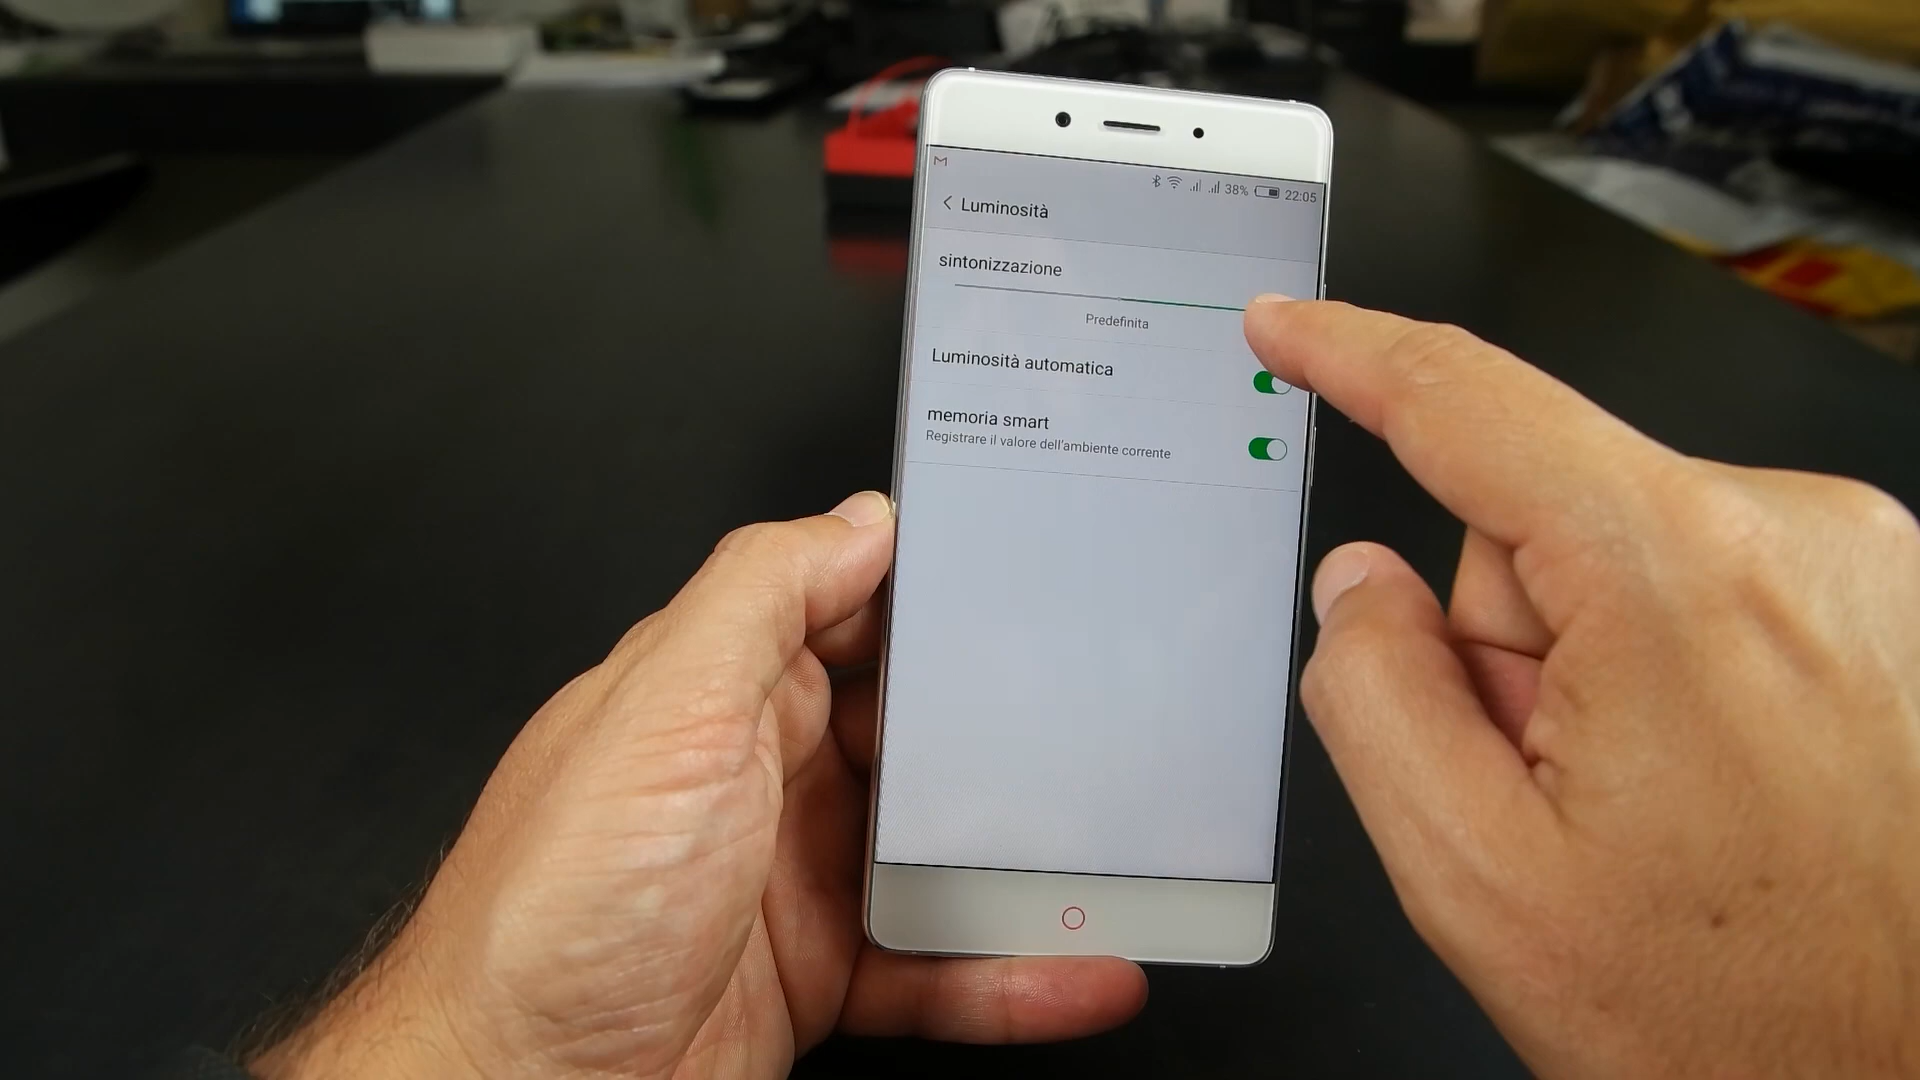 38% 22:05
Luminosità
sintonizzazione
Predefinita
Luminosità automatica
memoria smart
Registrare il valore dell'ambiente corrente